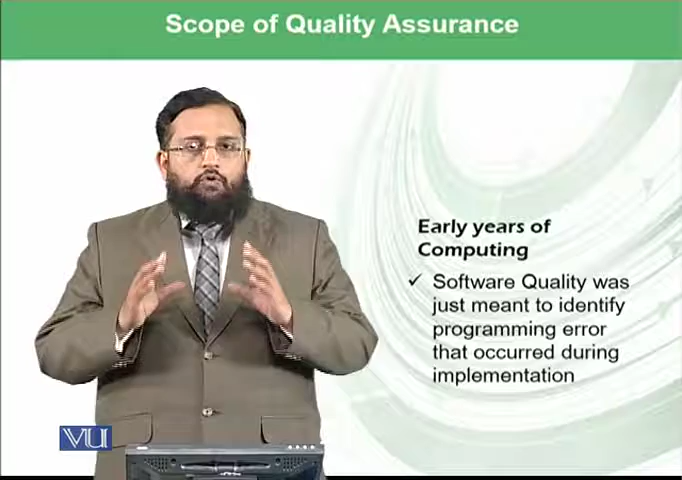 Scope of Quality Assurance
Early years of
Computing
✓ Software Quality was
just meant to identify
programming error
that occurred during
implementation
VU